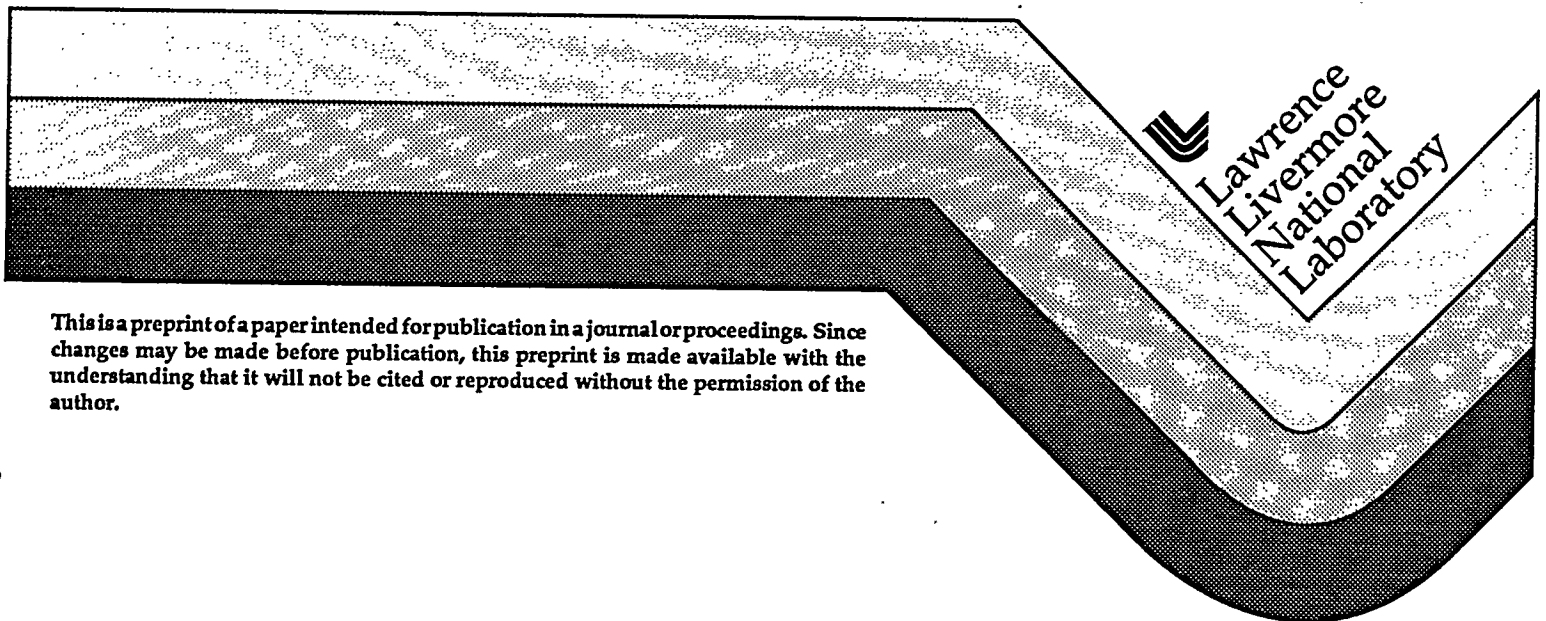 Lawrence
Livermore
National
Laboratory
This is a preprint of a paper intended for publication in a journal or proceedings. Since
changes may be made before publication, this preprint is made available with the
understanding that it will not be cited or reproduced without the permission of the
author.